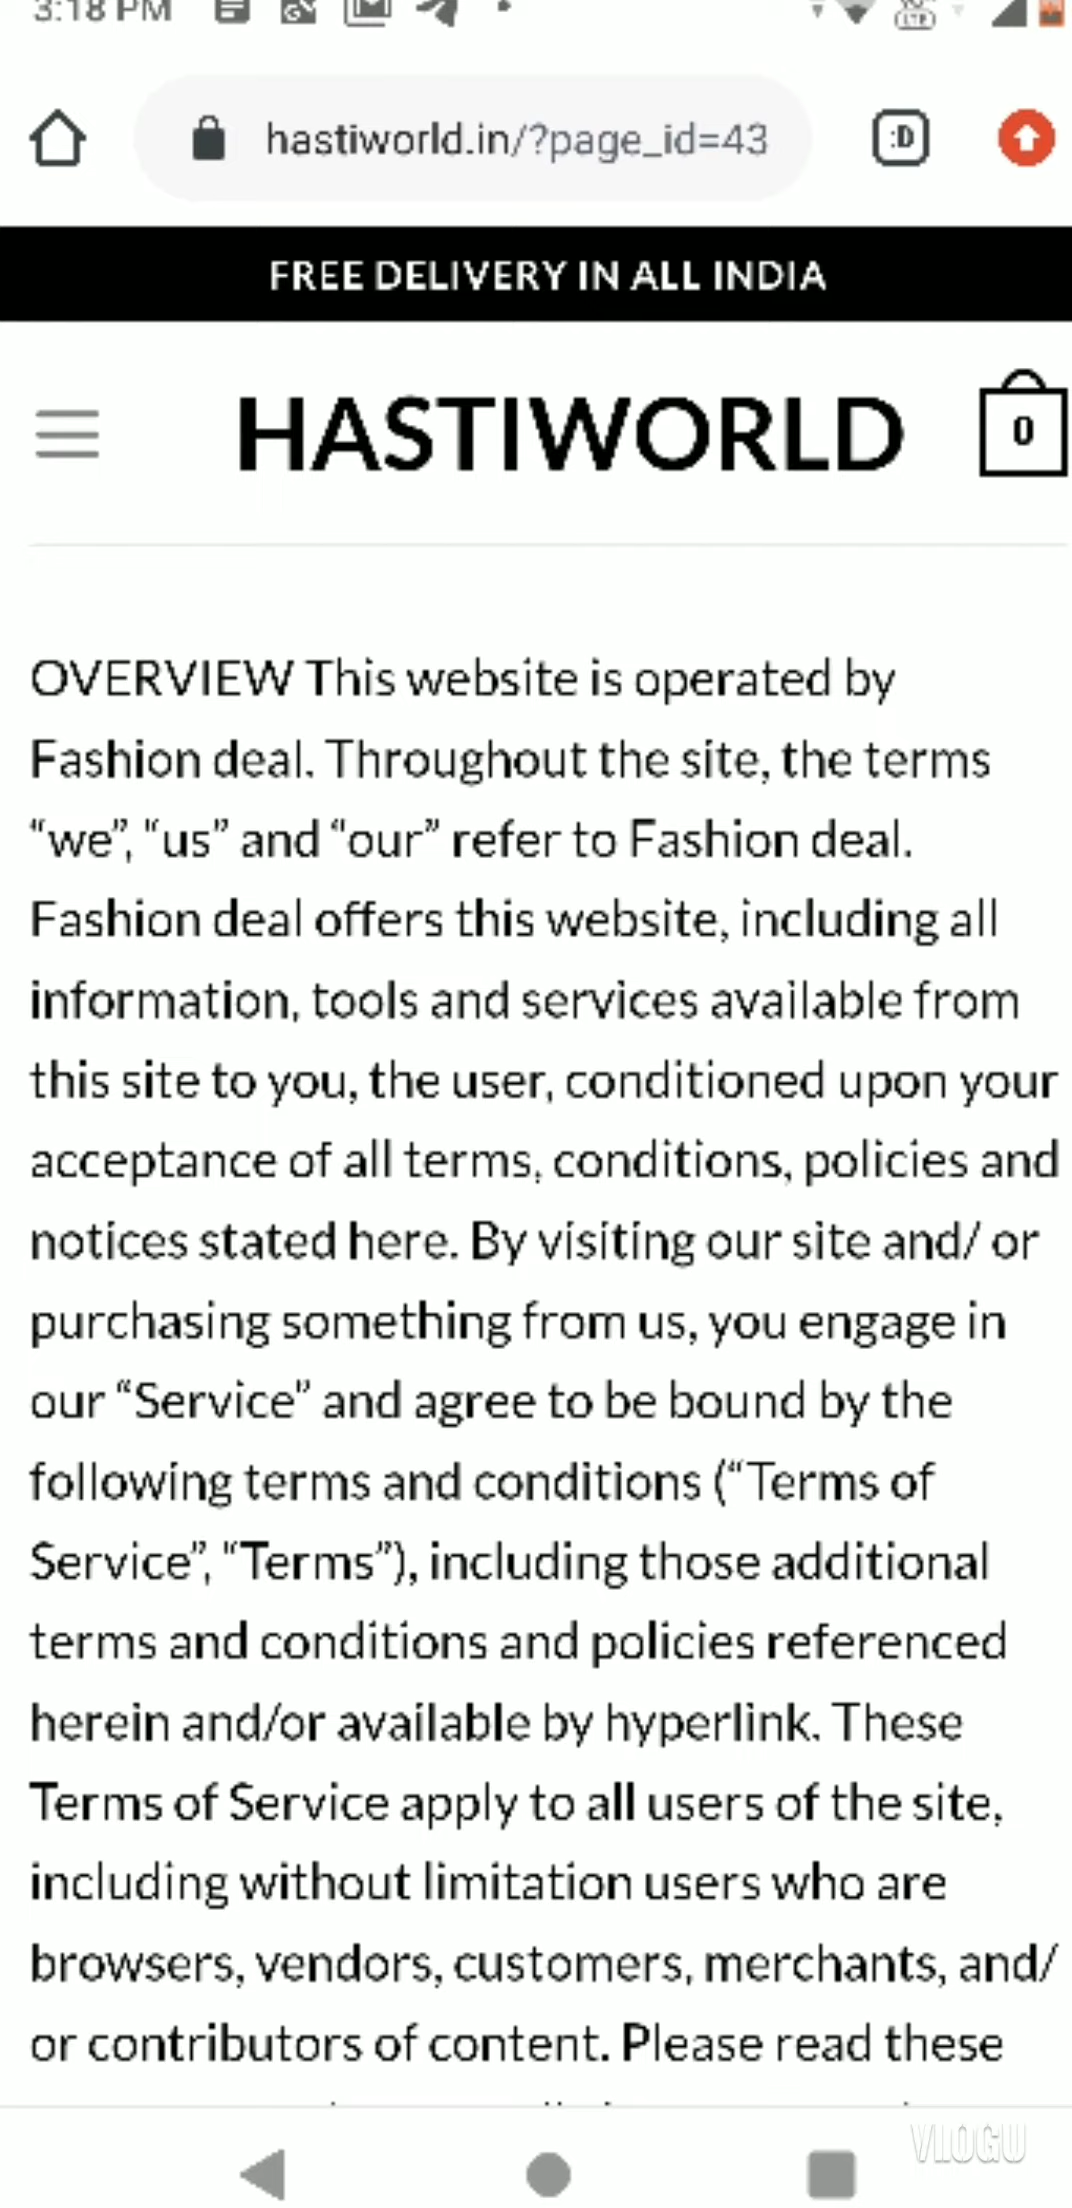 3:18 PM
hastiworld.in/?page_id=43
:D
FREE DELIVERY IN ALL INDIA
HASTIWORLD
0
OVERVIEW This website is operated by
Fashion deal. Throughout the site, the terms
“we”, “us” and “our” refer to Fashion deal.
Fashion deal offers this website, including all
information, tools and services available from
this site to you, the user, conditioned upon your
acceptance of all terms, conditions, policies and
notices stated here. By visiting our site and/ or
purchasing something from us, you engage in
our “Service” and agree to be bound by the
following terms and conditions (“Terms of
Service”, “Terms”), including those additional
terms and conditions and policies referenced
herein and/or available by hyperlink. These
Terms of Service apply to all users of the site,
including without limitation users who are
browsers, vendors, customers, merchants, and/
or contributors of content. Please read these
VLOGU